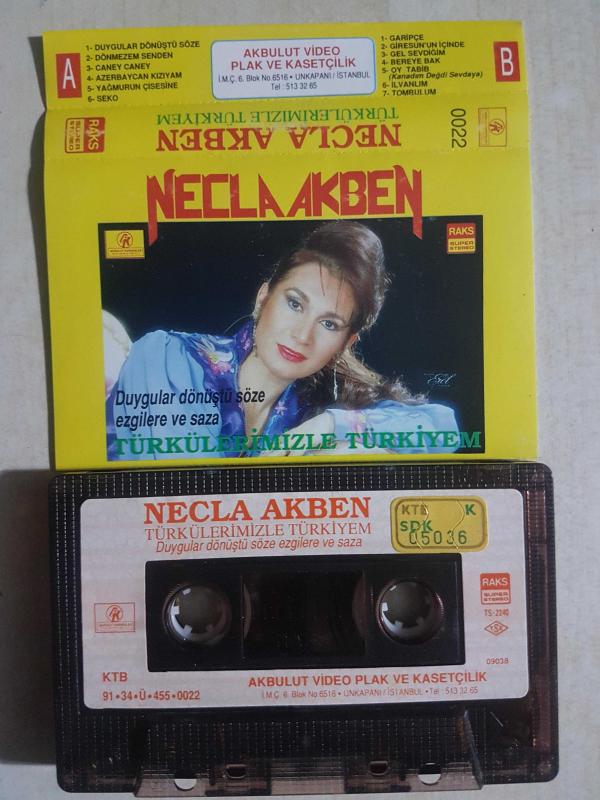 A
1- DUYGULAR DÖNÜŞTÜ SÖZE
2- DÖNMEZEM SENDEN
3- CANEY CANEY
4- AZERBAYCAN KIZIYAM
5- YAĞMURUN ÇİSESİNE
6- SEKO
AKBULUT VİDEO
PLAK VE KASETÇİLİK
İ.M.Ç. 6. Blok No.6516 • UNKAPANI / İSTANBUL
Tel : 513 32 65
1- GARİPÇE
2- GİRESUN'UN İÇİNDE
3- GEL SEVDİĞİM
4- BEREYE BAK
5- OY TABİB
(Kanadım Değdi Sevdaya)
6- İLVANLIM
7- TOMBULUM
B
RAKS
SUPER
STEREO
NECLA AKBEN
TÜRKÜLERİMİZLE TÜRKİYEM
0022
NECLA AKBEN
RAKS
SUPER
STEREO
Duygular dönüştü söze
ezgilere ve saza
TÜRKÜLERİMİZLE TÜRKİYEM
NECLA AKBEN
TÜRKÜLERİMİZLE TÜRKİYEM
Duygular dönüştü söze ezgilere ve saza
KTB K
SDK
05036
RAKS
SUPER
STEREO
TS-2240
TSE
09038
KTB
91•34•Ü•455•0022
AKBULUT VİDEO PLAK VE KASETÇİLİK
İ.M.Ç. 6. Blok No 6516 • UNKAPANI / İSTANBUL • Tel : 513 32 65